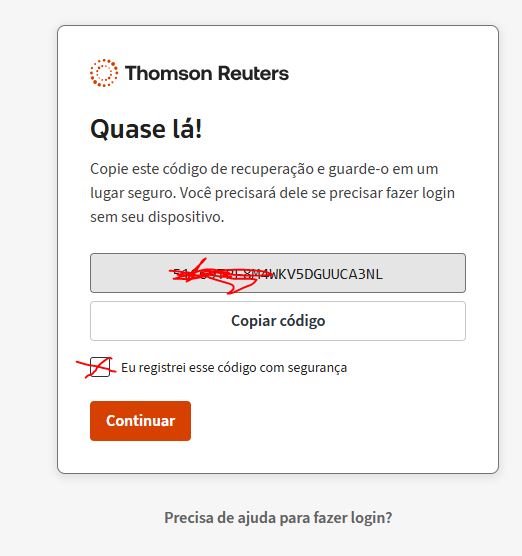 Thomson Reuters
Quase lá!
Copie este código de recuperação e guarde-o em um
lugar seguro. Você precisará dele se precisar fazer login
sem seu dispositivo.
Copiar código
Eu registrei esse código com segurança
Continuar
Precisa de ajuda para fazer login?